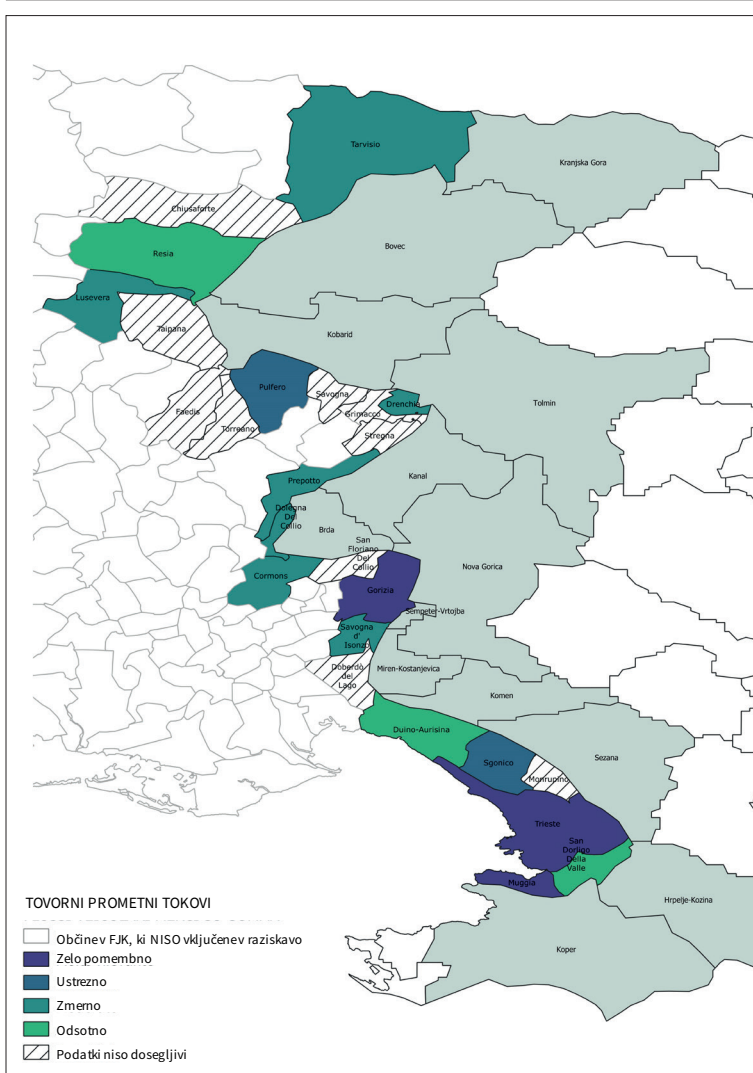 Tarvisio
Kranjska Gora
Chiusaforte
Bovec
Resia
Lusevera
Taipana
Kobarid
Pulfero
Savogna
Drenchia
Tolmin
Faedis
Grimacco
Torreano
Stregna
Kanal
Prepotto
Dolegna
Del
Collio
Brda
San
Floriano
Del
Collio
Nova Gorica
Cormons
Gorizia
Sempeter-Vrtojba
Savogna
d'
Isonzo
Doberdò
del
Lago
Miren-Kostanjevica
Komen
Duino-Aurisina
Sezana
Sgonico
Monrupino
Trieste
San
Dorligo
Della
Valle
Muggia
Hrpelje-Kozina
Koper
TOVORNI PROMETNI TOKOVI
Občinev FJK, ki NISO vključenev raziskavo
Zelo pomembno
Ustrezno
Zmerno
Odsotno
Podatki niso dosegljivi